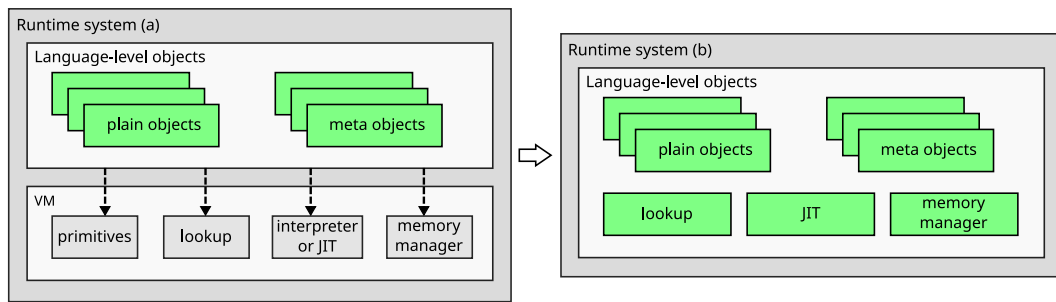 Runtime system (a)
Language-level objects
plain objects
meta objects
VM
primitives
lookup
interpreter
or JIT
memory
manager
Runtime system (b)
Language-level objects
plain objects
meta objects
lookup
JIT
memory
manager